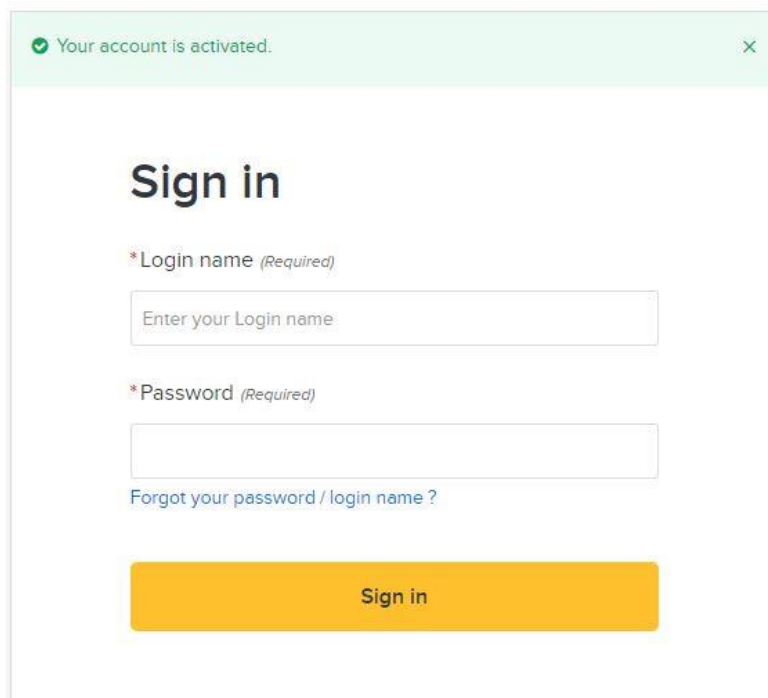 Your account is activated.
Sign in
*Login name (Required)
Enter your Login name
*Password (Required)
Forgot your password / login name ?
Sign in